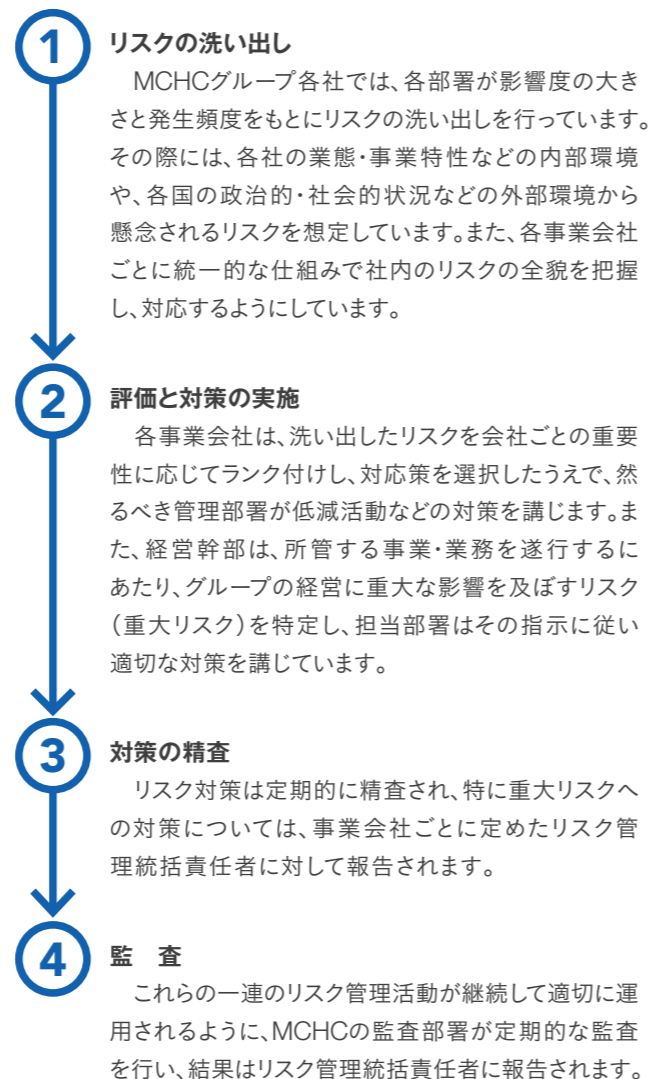 1
リスクの洗い出し
　MCHCグループ各社では、各部署が影響度の大き
さと発生頻度をもとにリスクの洗い出しを行っています。
その際には、各社の業態・事業特性などの内部環境
や、各国の政治的・社会的状況などの外部環境から
懸念されるリスクを想定しています。また、各事業会社
ごとに統一的な仕組みで社内のリスクの全貌を把握
し、対応するようにしています。
2
評価と対策の実施
　各事業会社は、洗い出したリスクを会社ごとの重要
性に応じてランク付けし、対応策を選択したうえで、然
るべき管理部署が低減活動などの対策を講じます。ま
た、経営幹部は、所管する事業・業務を遂行するに
あたり、グループの経営に重大な影響を及ぼすリスク
（重大リスク）を特定し、担当部署はその指示に従い
適切な対策を講じています。
3
対策の精査
　リスク対策は定期的に精査され、特に重大リスクへ
の対策については、事業会社ごとに定めたリスク管
理統括責任者に対して報告されます。
4
監　査
　これらの一連のリスク管理活動が継続して適切に運
用されるように、MCHCの監査部署が定期的な監査
を行い、結果はリスク管理統括責任者に報告されます。